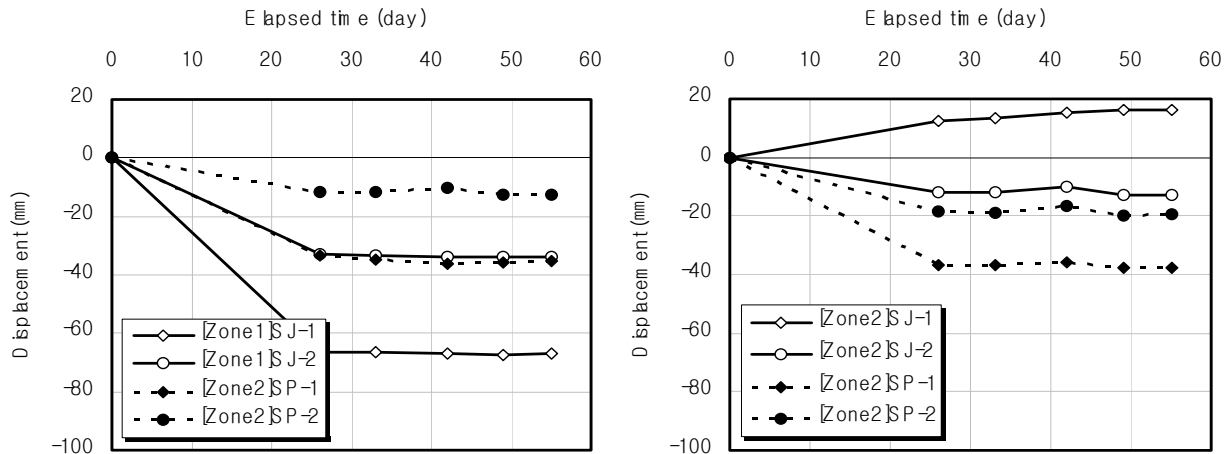 Elapsed time (day)
0 10 20 30 40 50 60
20
0
-20
-40
-60
-80
-100
Displacement(mm)
[Zone1]SJ-1
[Zone1]SJ-2
[Zone2]SP-1
[Zone2]SP-2
Elapsed time (day)
0 10 20 30 40 50 60
20
0
-20
-40
-60
-80
-100
Displacement(mm)
[Zone2]SJ-1
[Zone2]SJ-2
[Zone2]SP-1
[Zone2]SP-2